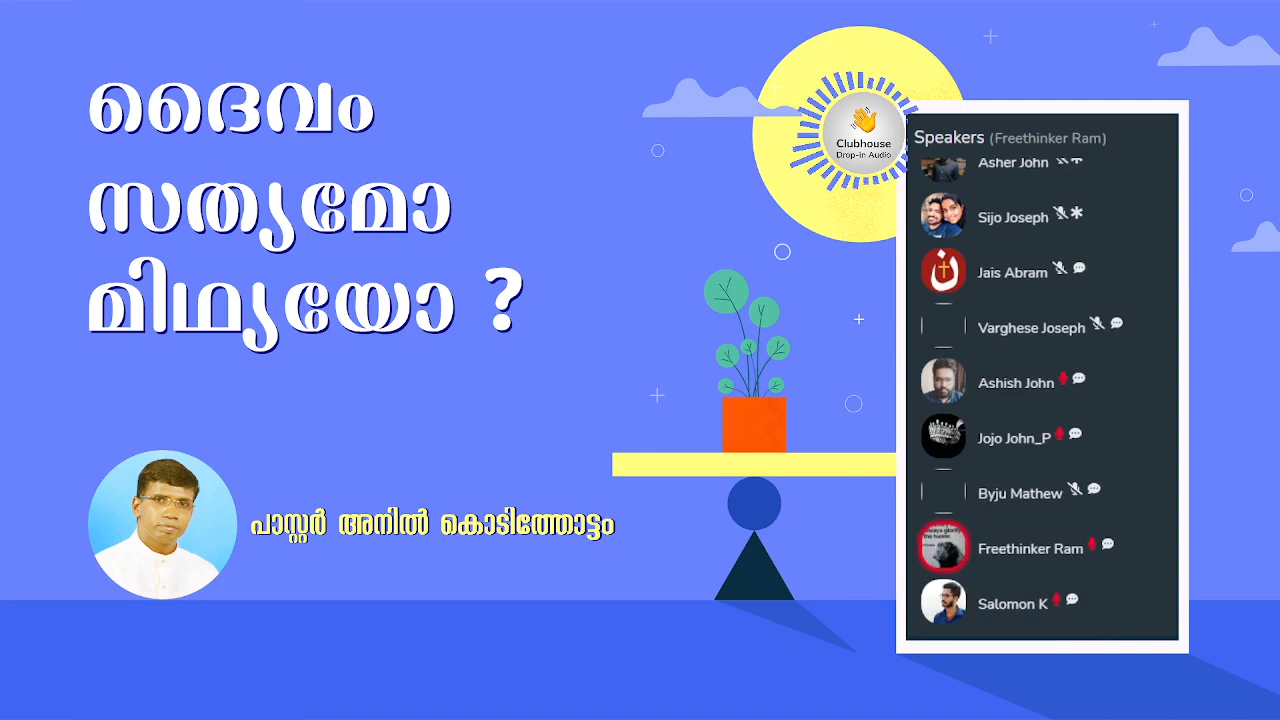 ദൈവം
സത്യമോ
മിഥ്യയോ ?
പാസ്റ്റർ അനിൽ കൊടിത്തോട്ടം
Clubhouse
Drop-in Audio
Speakers (Freethinker Ram)
Asher John
Sijo Joseph
Jais Abram
Varghese Joseph
Ashish John
Jojo John_P
Byju Mathew
Freethinker Ram
Salomon K